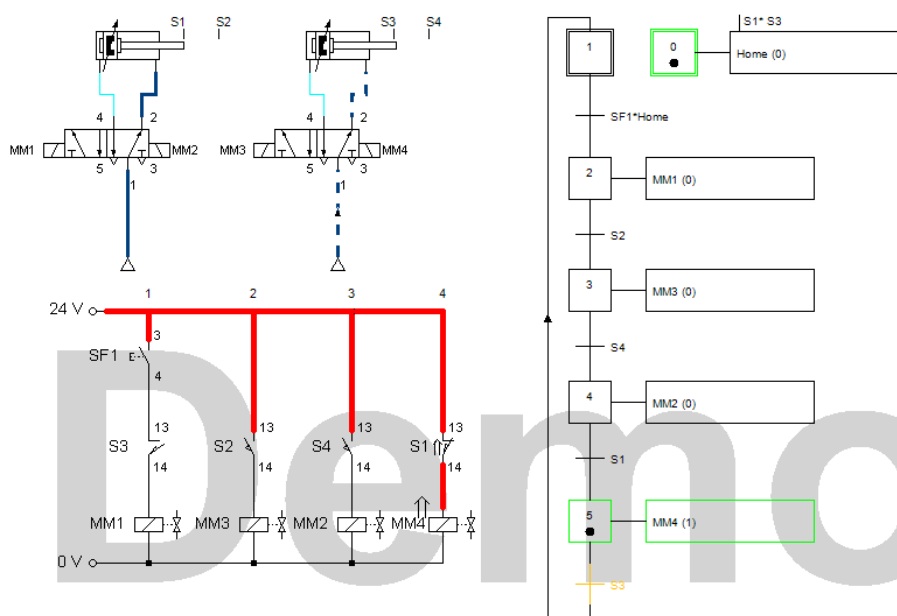 S1 S2
4 2
MM1 MM2
5 3
1
S3 S4
4 2
MM3 MM4
5 3
1
1 2 3 4
24 V
3
SF1
4
13 13 13 13
S3 S2 S4 S1
14 14 14 14
MM1 MM3 MM2 MM4
0 V
S1* S3
1 0 Home (0)
SF1*Home
2 MM1 (0)
S2
3 MM3 (0)
S4
4 MM2 (0)
S1
5 MM4 (1)
S3
Demo